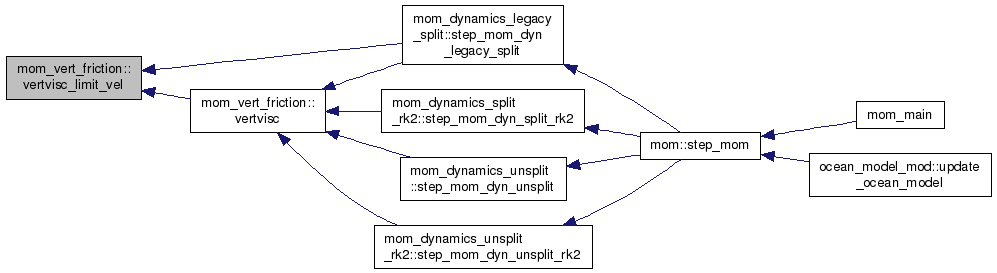 mom_vert_friction::
vertvisc_limit_vel
mom_vert_friction::
vertvisc
mom_dynamics_legacy
_split::step_mom_dyn
_legacy_split
mom_dynamics_split
_rk2::step_mom_dyn_split_rk2
mom_dynamics_unsplit
::step_mom_dyn_unsplit
mom_dynamics_unsplit
_rk2::step_mom_dyn_unsplit_rk2
mom::step_mom
mom_main
ocean_model_mod::update
_ocean_model